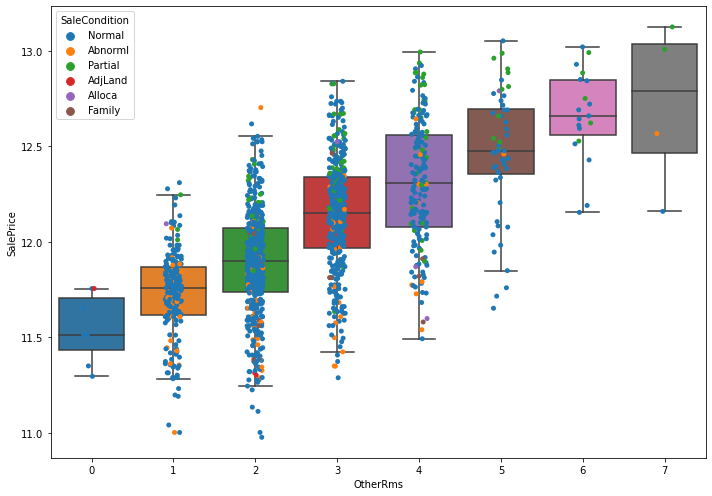 SaleCondition
Normal
Abnorml
Partial
AdjLand
Alloca
Family
13.0
12.5
12.0
11.5
11.0
SalePrice
0 1 2 3 4 5 6 7
OtherRms